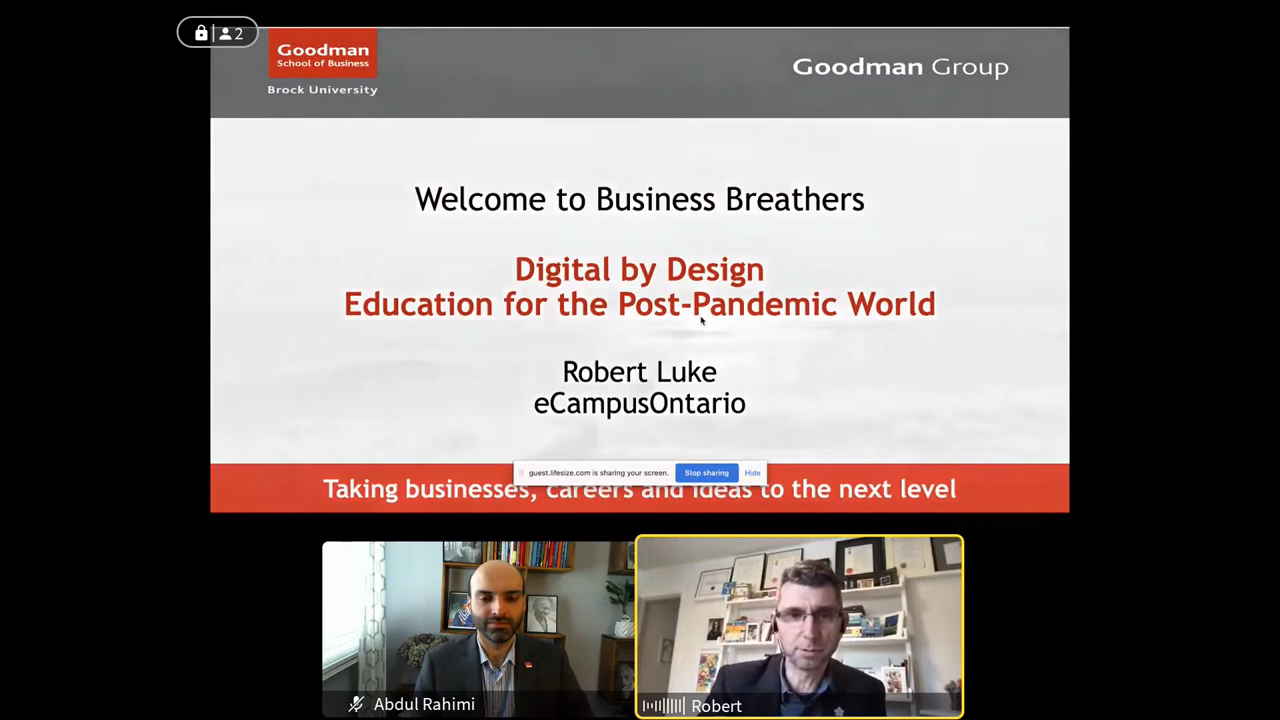 2
Goodman
School of Business
Brock University
Goodman Group
Welcome to Business Breathers
Digital by Design
Education for the Post-Pandemic World
Robert Luke
eCampusOntario
guest.lifesize.com is sharing your screen.
Stop sharing
Hide
Taking businesses, careers and ideas to the next level
Abdul Rahimi
Robert